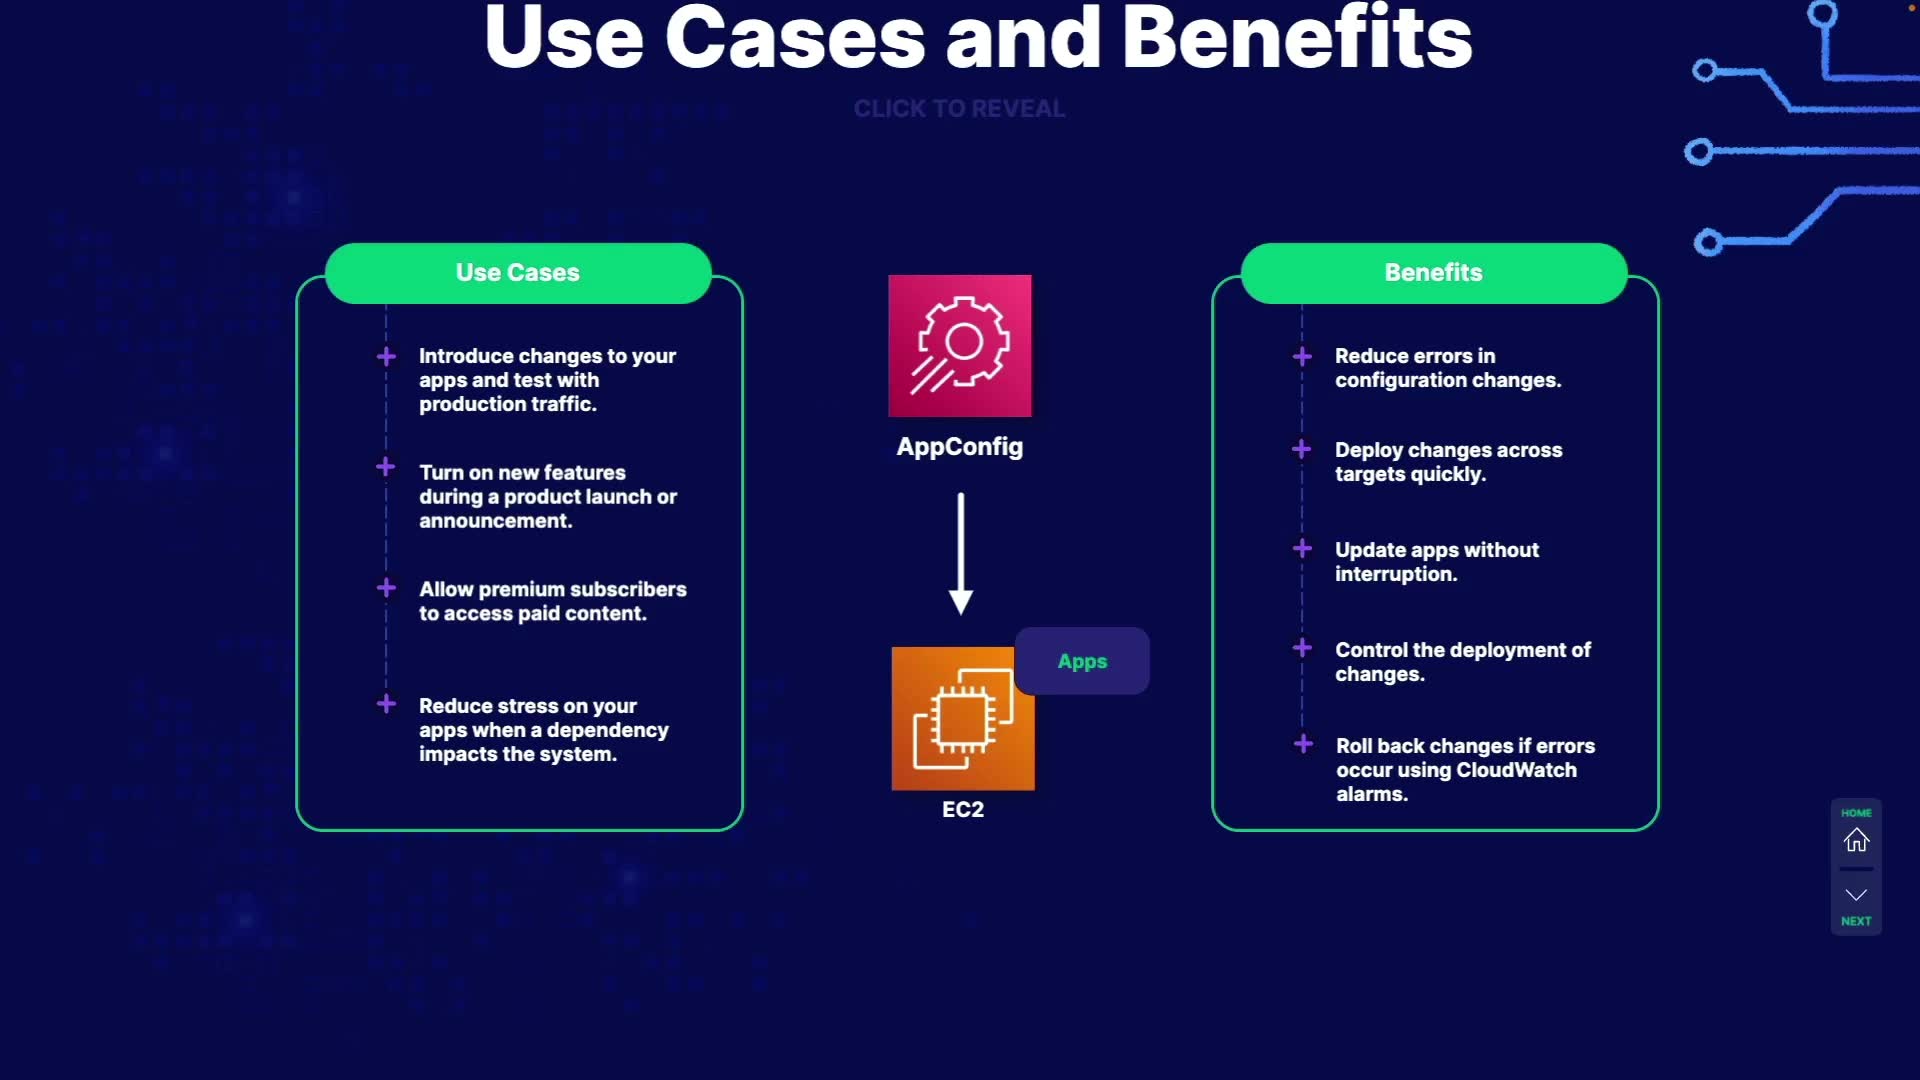 Use Cases and Benefits
CLICK TO REVEAL
Use Cases
Introduce changes to your
apps and test with
production traffic.
Turn on new features
during a product launch or
announcement.
Allow premium subscribers
to access paid content.
Reduce stress on your
apps when a dependency
impacts the system.
AppConfig
Apps
EC2
Benefits
Reduce errors in
configuration changes.
Deploy changes across
targets quickly.
Update apps without
interruption.
Control the deployment of
changes.
Roll back changes if errors
occur using CloudWatch
alarms.
HOME
NEXT